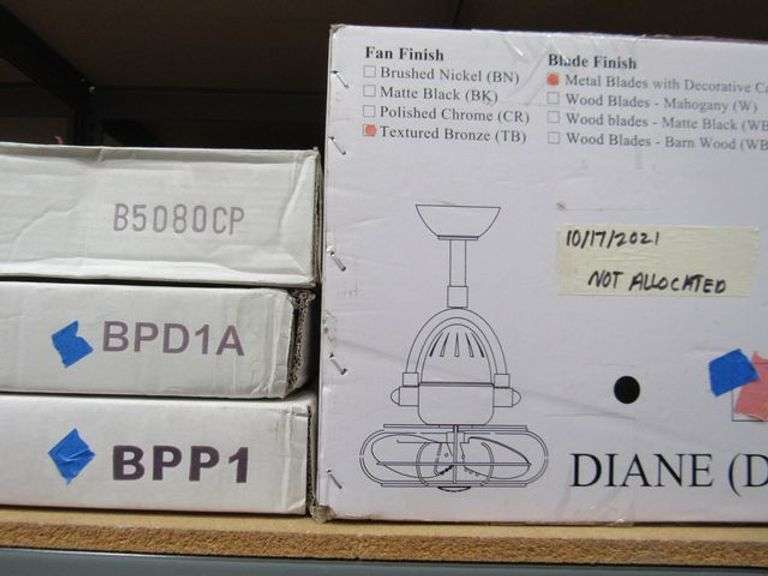 B5080CP
BPD1A
BPP1
Fan Finish
Brushed Nickel (BN)
Matte Black (BK)
Polished Chrome (CR)
Textured Bronze (TB)
Blade Finish
Metal Blades with Decorative
Wood Blades - Mahogany (W)
Wood blades - Matte Black (WB
Wood Blades - Barn Wood (WB
10/17/2021
NOT ALLOCATED
DIANE (D